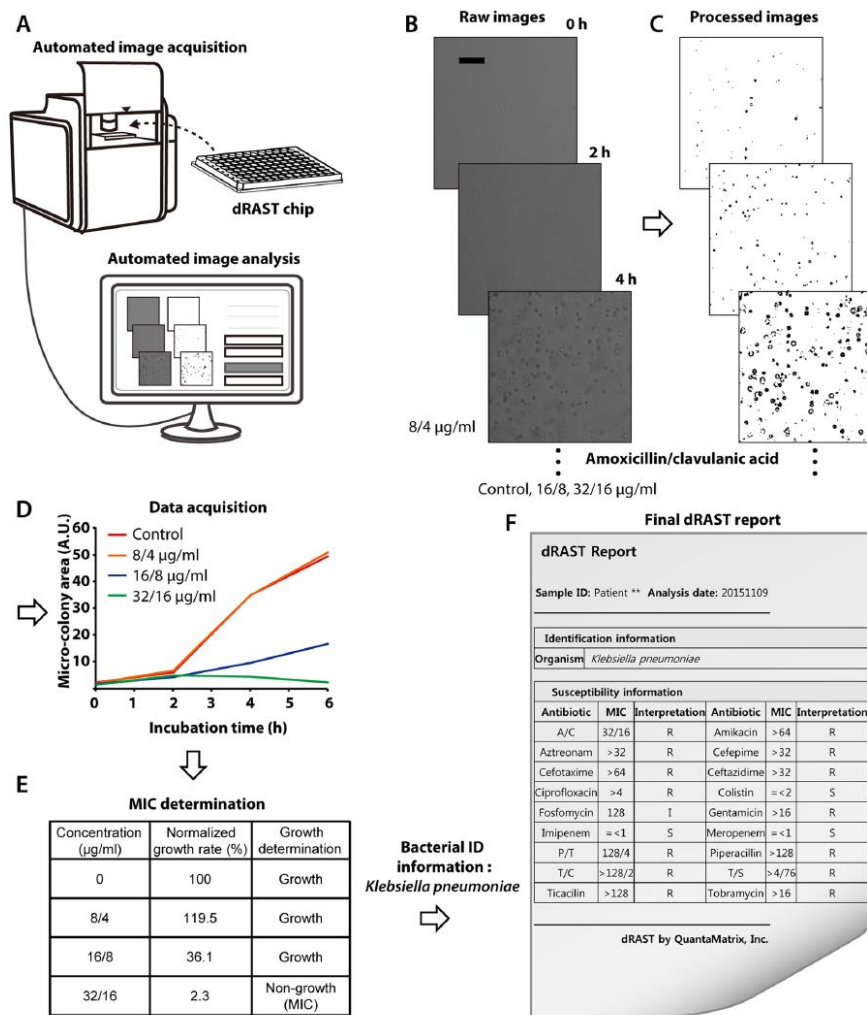 A
Automated image acquisition
dRAST chip
Automated image analysis
B
Raw images
0 h
2 h
4 h
8/4 µg/ml
C
Processed images
Amoxicillin/clavulanic acid
Control, 16/8, 32/16 µg/ml
D
Data acquisition
Micro-colony area (A.U.)
60
50
40
30
20
10
0 2 4 6
Incubation time (h)
Control
8/4 µg/ml
16/8 µg/ml
32/16 µg/ml
E
MIC determination
Concentration (µg/ml) Normalized growth rate (%) Growth determination
0 100 Growth
8/4 119.5 Growth
16/8 36.1 Growth
32/16 2.3 Non-growth (MIC)
Bacterial ID
information :
Klebsiella pneumoniae
F
Final dRAST report
dRAST Report
Sample ID: Patient ** Analysis date: 20151109
Identification information
Organism Klebsiella pneumoniae
Susceptibility information
Antibiotic MIC Interpretation Antibiotic MIC Interpretation
A/C 32/16 R Amikacin >64 R
Aztreonam >32 R Cefepime >32 R
Cefotaxime >64 R Ceftazidime >32 R
Ciprofloxacin >4 R Colistin =<2 S
Fosfomycin 128 I Gentamicin >16 R
Imipenem =<1 S Meropenem =<1 S
P/T 128/4 R Piperacillin >128 R
T/C >128/2 R T/S >4/76 R
Ticacilin >128 R Tobramycin >16 R
dRAST by QuantaMatrix, Inc.